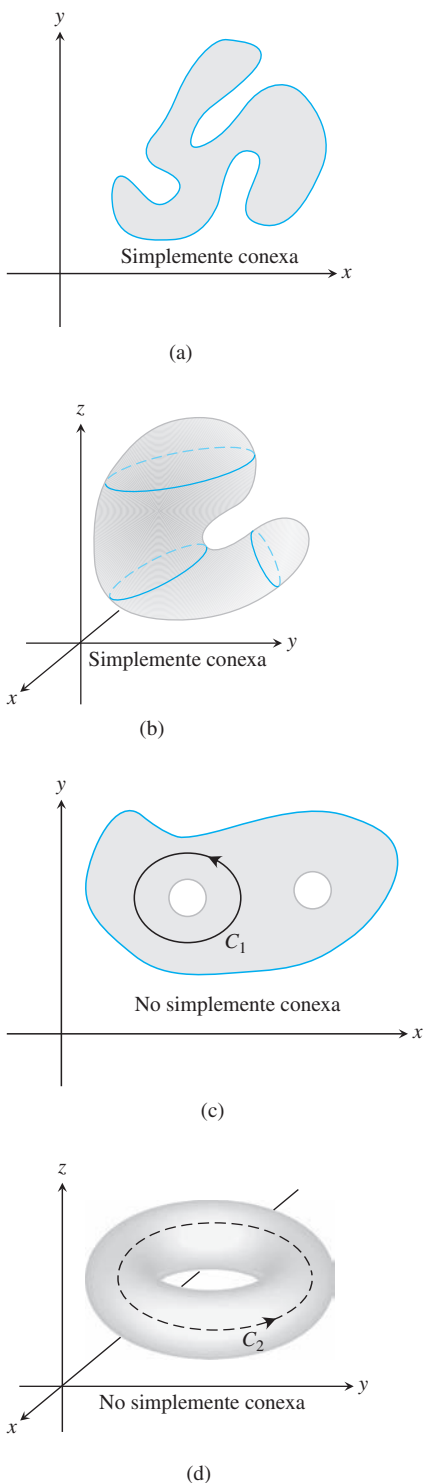 y
Simplemente conexa
x
(a)
z
y
Simplemente conexa
x
(b)
y
C1
No simplemente conexa
x
(c)
z
C2
y
No simplemente conexa
x
(d)